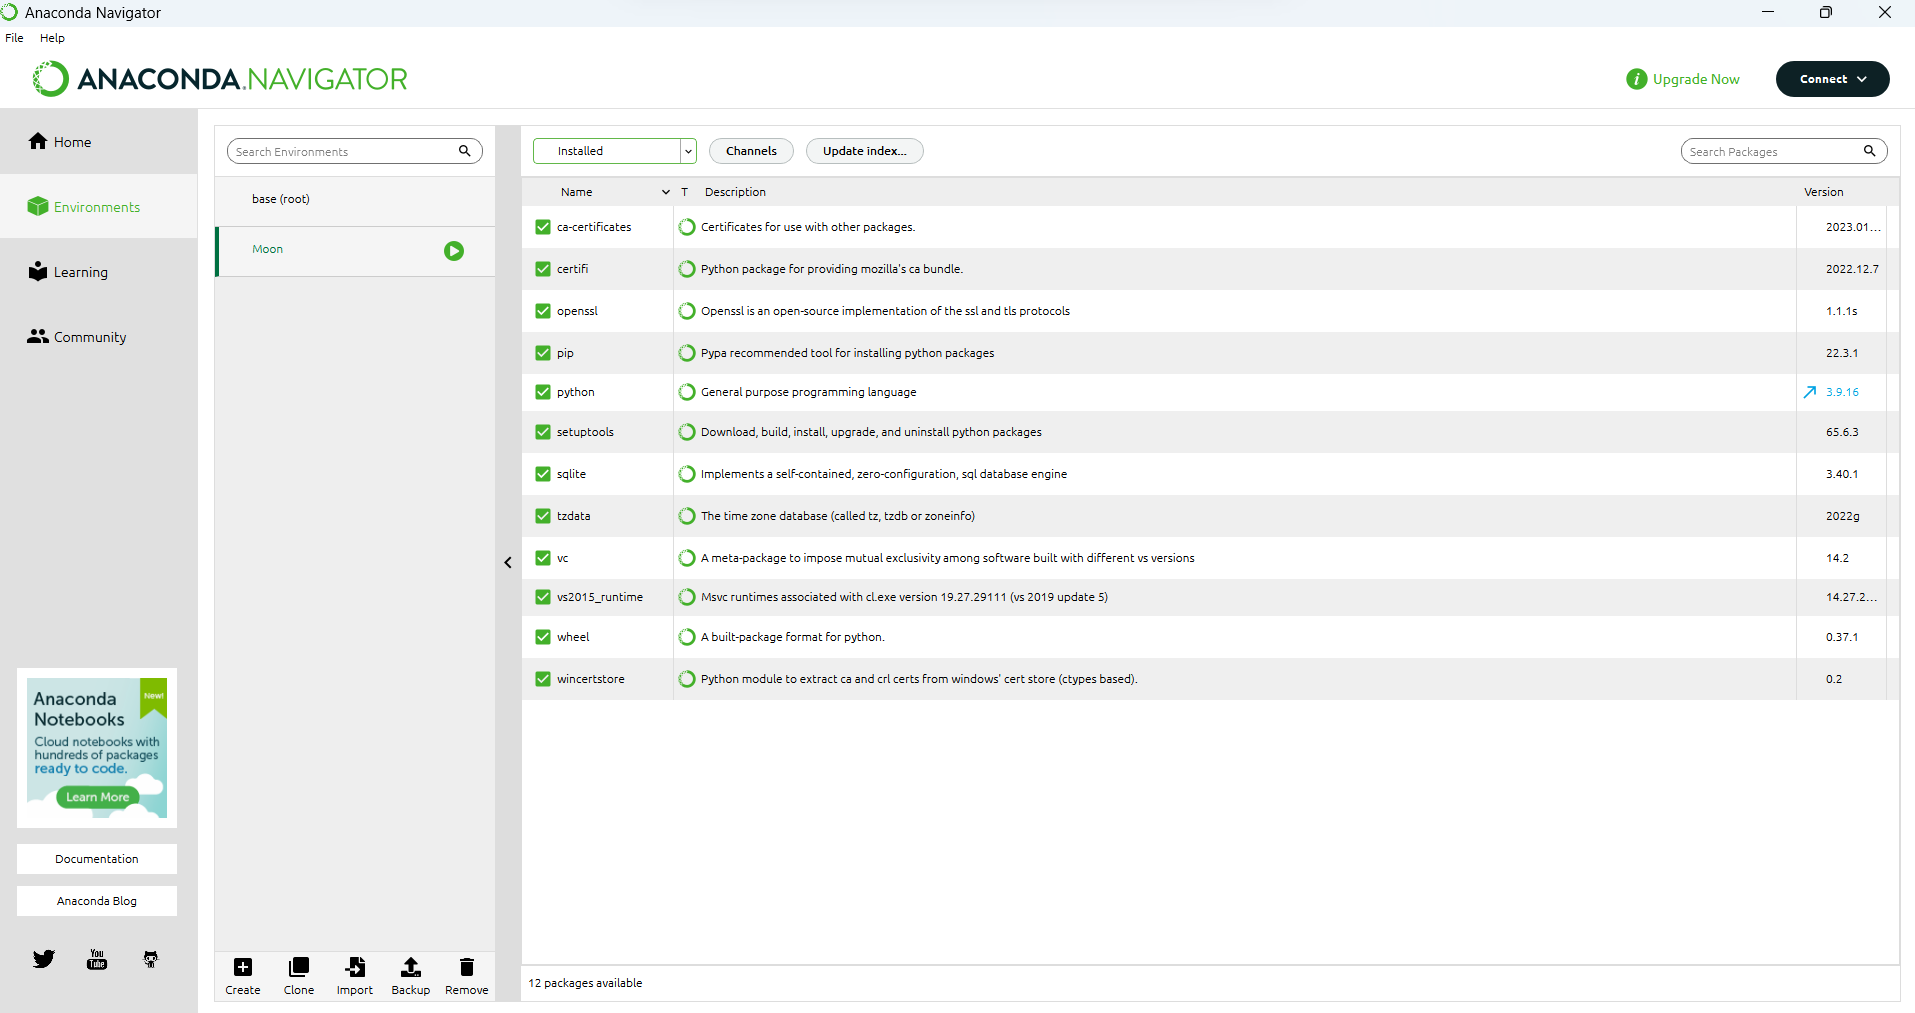 Anaconda Navigator
File Help
ANACONDA.NAVIGATOR
i Upgrade Now
Connect
Home
Environments
Learning
Community
Anaconda
Notebooks
New!
Cloud notebooks with
hundreds of packages
ready to code.
Learn More
Documentation
Anaconda Blog
You
Tube
Search Environments
base (root)
Moon
Create Clone Import Backup Remove
Installed Channels Update index... Search Packages
Name T Description Version
ca-certificates Certificates for use with other packages. 2023.01...
certifi Python package for providing mozilla's ca bundle. 2022.12.7
openssl Openssl is an open-source implementation of the ssl and tls protocols 1.1.1s
pip Pypa recommended tool for installing python packages 22.3.1
python General purpose programming language 3.9.16
setuptools Download, build, install, upgrade, and uninstall python packages 65.6.3
sqlite Implements a self-contained, zero-configuration, sql database engine 3.40.1
tzdata The time zone database (called tz, tzdb or zoneinfo) 2022g
vc A meta-package to impose mutual exclusivity among software built with different vs versions 14.2
vs2015_runtime Msvc runtimes associated with cl.exe version 19.27.29111 (vs 2019 update 5) 14.27.2...
wheel A built-package format for python. 0.37.1
wincertstore Python module to extract ca and crl certs from windows' cert store (ctypes based). 0.2
12 packages available